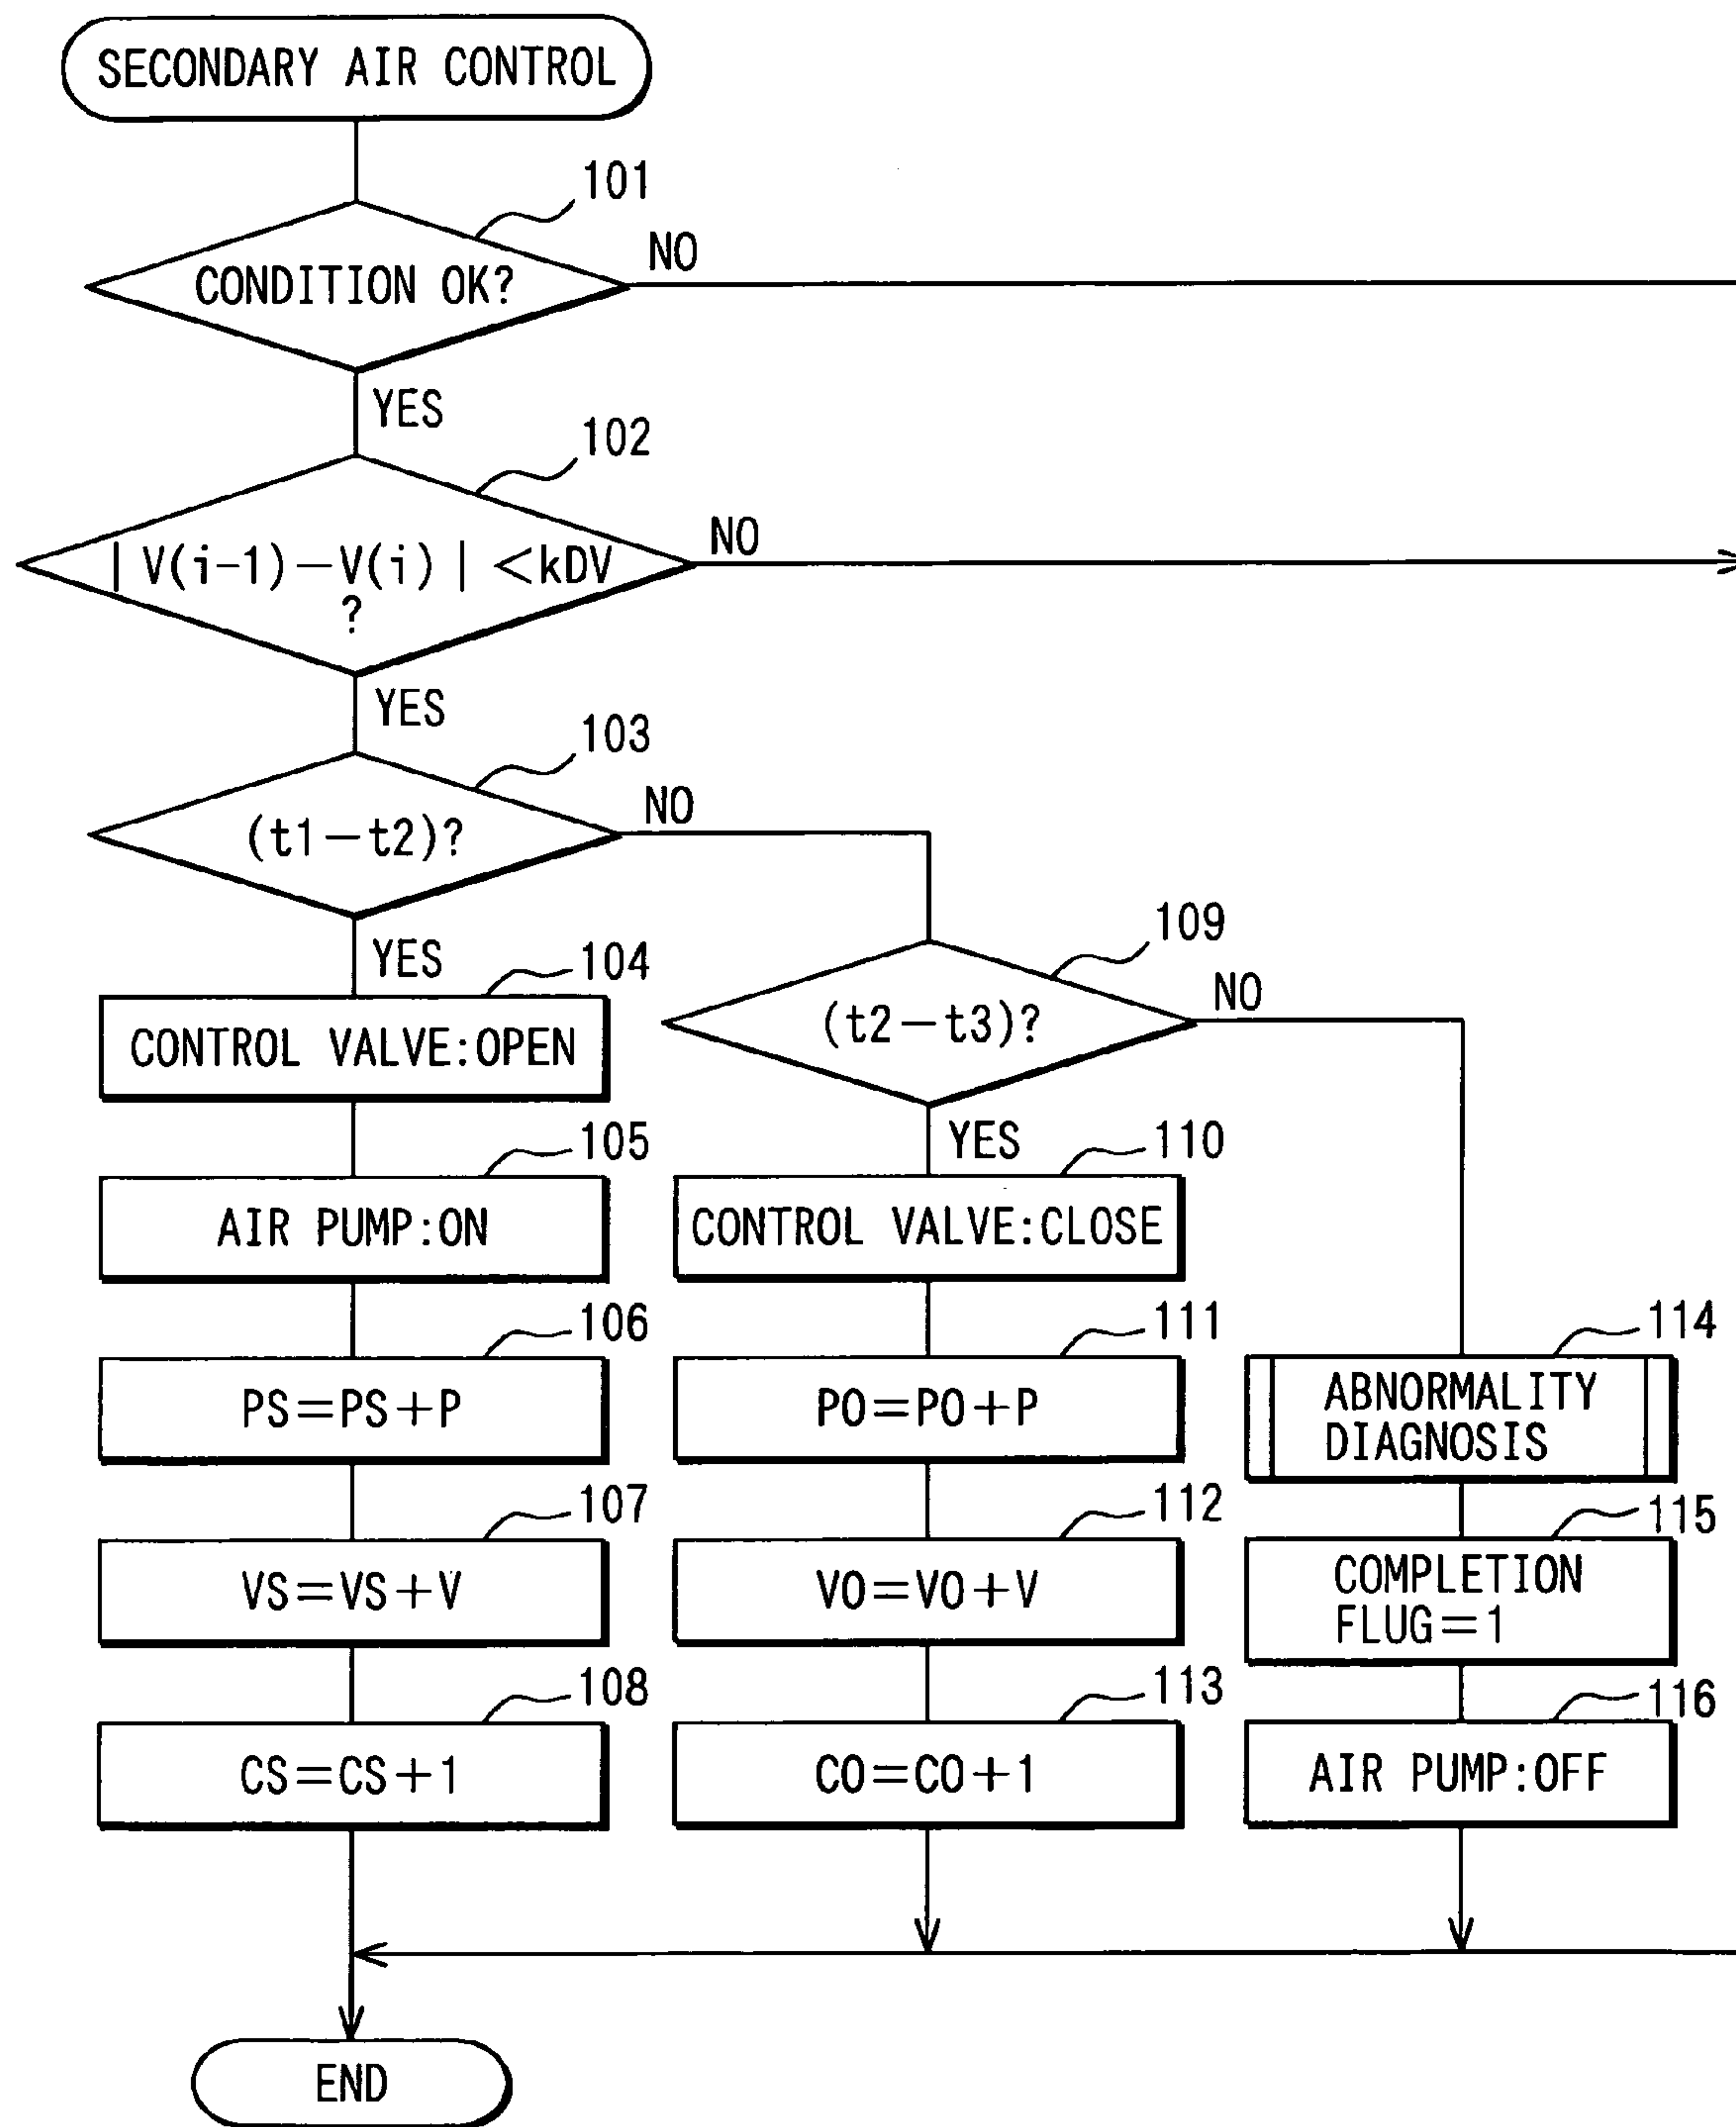 SECONDARY AIR CONTROL
101
CONDITION OK?
NO
YES
102
| V(i-1)−V(i) | <kDV
?
NO
YES
103
(t1−t2)?
NO
YES
104
CONTROL VALVE:OPEN
105
AIR PUMP:ON
106
PS=PS+P
107
VS=VS+V
108
CS=CS+1
109
(t2−t3)?
NO
YES
110
CONTROL VALVE:CLOSE
111
PO=PO+P
112
VO=VO+V
113
CO=CO+1
114
ABNORMALITY
DIAGNOSIS
115
COMPLETION
FLUG=1
116
AIR PUMP:OFF
END